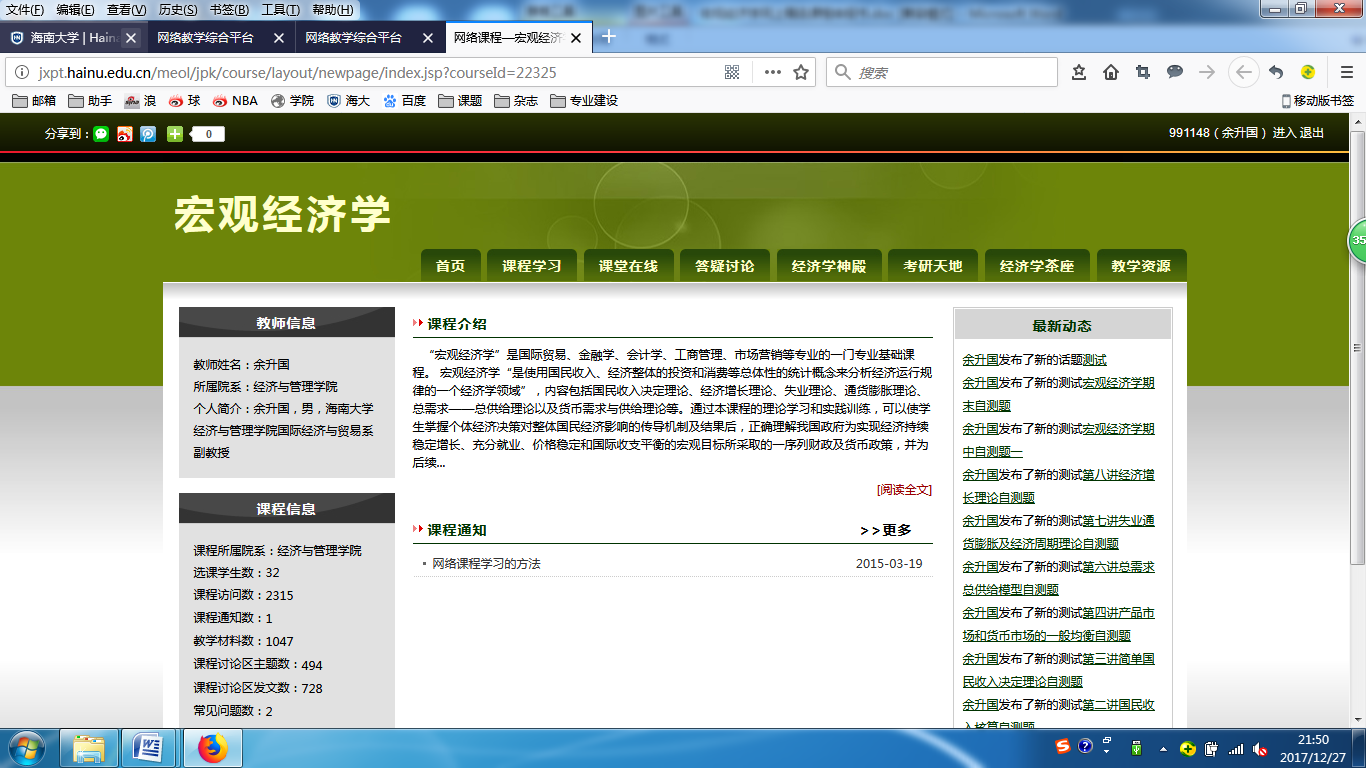 文件(F) 编辑(E) 查看(V) 历史(S) 书签(B) 工具(T) 帮助(H)
海南大学 | Hain
网络教学综合平台
网络教学综合平台
网络课程—宏观经济
jxpt.hainu.edu.cn/meol/jpk/course/layout/newpage/index.jsp?courseId=22325
搜索
邮箱 助手 浪 球 NBA 学院 海大 百度 课题 杂志 专业建设 移动版书签
分享到： 0
991148（余升国） 进入 退出
宏观经济学
35
首页 课程学习 课堂在线 答疑讨论 经济学神殿 考研天地 经济学茶座 教学资源
教师信息
教师姓名：余升国
所属院系：经济与管理学院
个人简介：余升国，男，海南大学
经济与管理学院国际经济与贸易系
副教授
课程信息
课程所属院系：经济与管理学院
选课学生数：32
课程访问数：2315
课程通知数：1
教学材料数：1047
课程讨论区主题数：494
课程讨论区发文数：728
常见问题数：2
课程介绍
“宏观经济学”是国际贸易、金融学、会计学、工商管理、市场营销等专业的一门专业基础课
程。 宏观经济学“是使用国民收入、经济整体的投资和消费等总体性的统计概念来分析经济运行规
律的一个经济学领域”，内容包括国民收入决定理论、经济增长理论、失业理论、通货膨胀理论、
总需求——总供给理论以及货币需求与供给理论等。通过本课程的理论学习和实践训练，可以使学
生掌握个体经济决策对整体国民经济影响的传导机制及结果后，正确理解我国政府为实现经济持续
稳定增长、充分就业、价格稳定和国际收支平衡的宏观目标所采取的一序列财政及货币政策，并为
后续...
[阅读全文]
课程通知 >>更多
网络课程学习的方法 2015-03-19
最新动态
余升国发布了新的话题测试
余升国发布了新的测试宏观经济学期
末自测题
余升国发布了新的测试宏观经济学期
中自测题一
余升国发布了新的测试第八讲经济增
长理论自测题
余升国发布了新的测试第七讲失业通
货膨胀及经济周期理论自测题
余升国发布了新的测试第六讲总需求
总供给模型自测题
余升国发布了新的测试第四讲产品市
场和货币市场的一般均衡自测题
余升国发布了新的测试第三讲简单国
民收入决定理论自测题
余升国发布了新的测试第二讲国民收
入核算自测题
21:50
2017/12/27